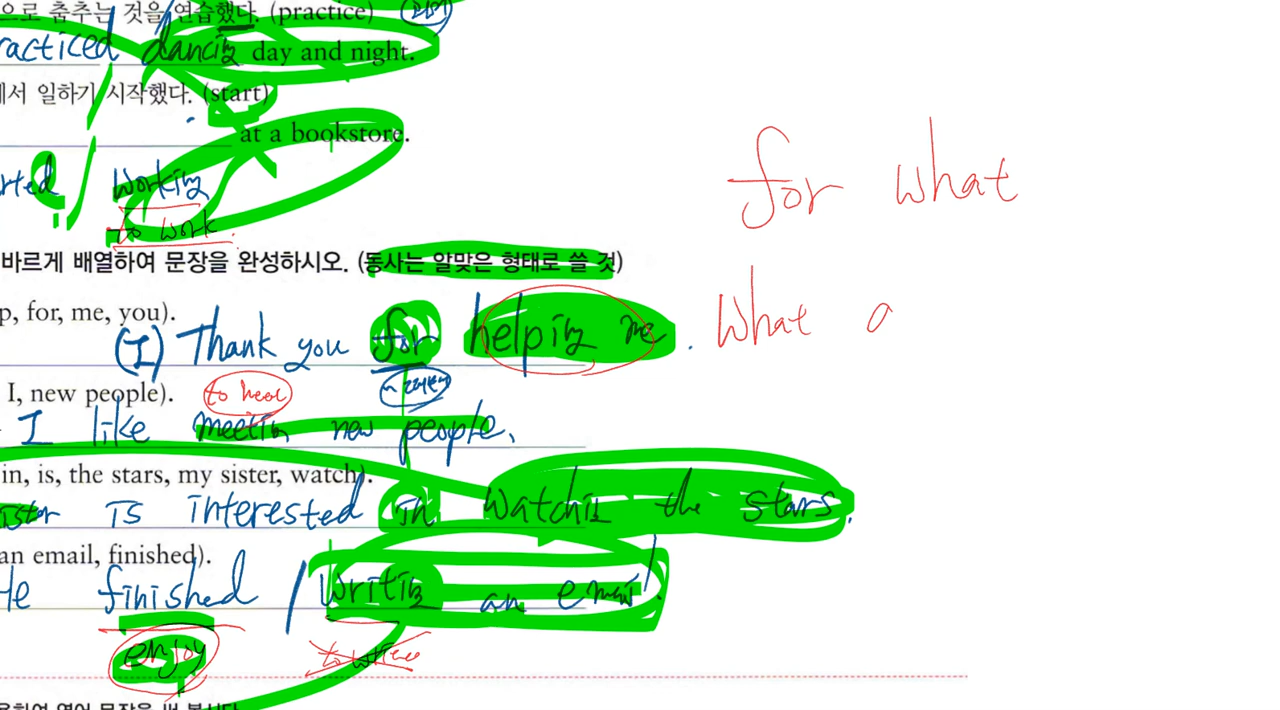 으로 춤추는 것을 연습했다. (practice)
racticed dancing day and night.
에서 일하기 시작했다. (start)
at a bookstore.
rted working
to work
for what
바르게 배열하여 문장을 완성하시오. (동사는 알맞은 형태로 쓸 것)
p, for, me, you).
(I) Thank you for helping me. What a
I, new people).
I like meeting new people.
in, is, the stars, my sister, watch).
ister is interested in watching the stars.
an email, finished).
He finished / writing an email.
enjoy